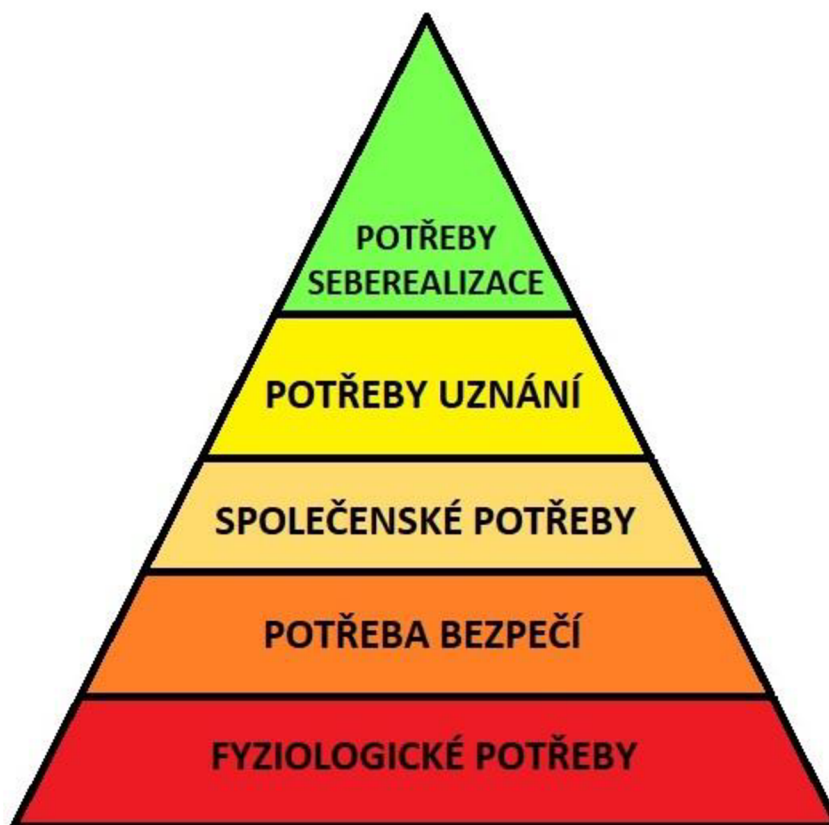 POTŘEBY
SEBEREALIZACE
POTŘEBY UZNÁNÍ
SPOLEČENSKÉ POTŘEBY
POTŘEBA BEZPEČÍ
FYZIOLOGICKÉ POTŘEBY